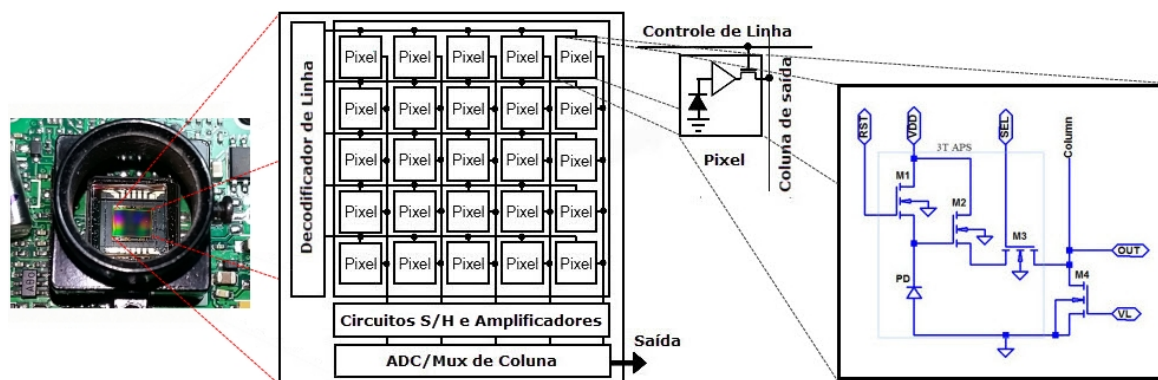 Decodificador de Linha
Pixel Pixel Pixel Pixel Pixel
Pixel Pixel Pixel Pixel Pixel
Pixel Pixel Pixel Pixel Pixel
Pixel Pixel Pixel Pixel Pixel
Pixel Pixel Pixel Pixel Pixel
Circuitos S/H e Amplificadores
ADC/Mux de Coluna
Saída
Controle de Linha
Coluna de saída
Pixel
RST
VDD
SEL
Column
3T APS
M1
M2
M3
OUT
PD
M4
VL